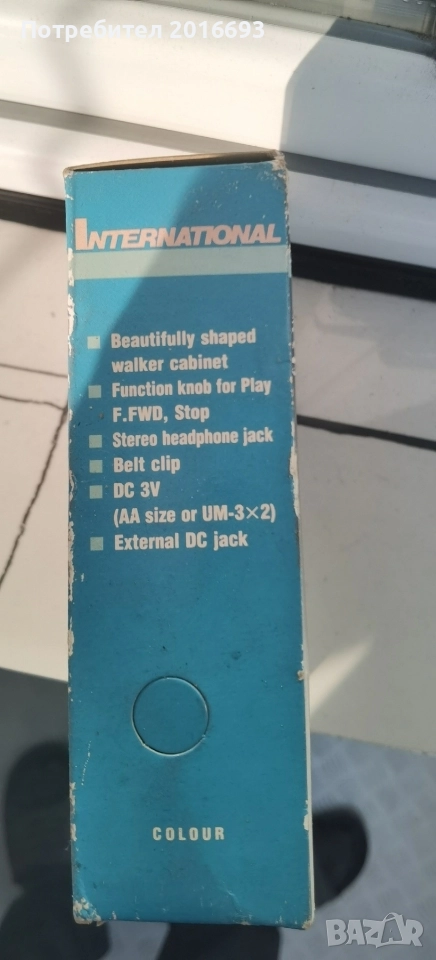 Потребител 2016693
INTERNATIONAL
Beautifully shaped
walker cabinet
Function knob for Play
F.FWD, Stop
Stereo headphone jack
Belt clip
DC 3V
(AA size or UM-3×2)
External DC jack
COLOUR
BAZAR